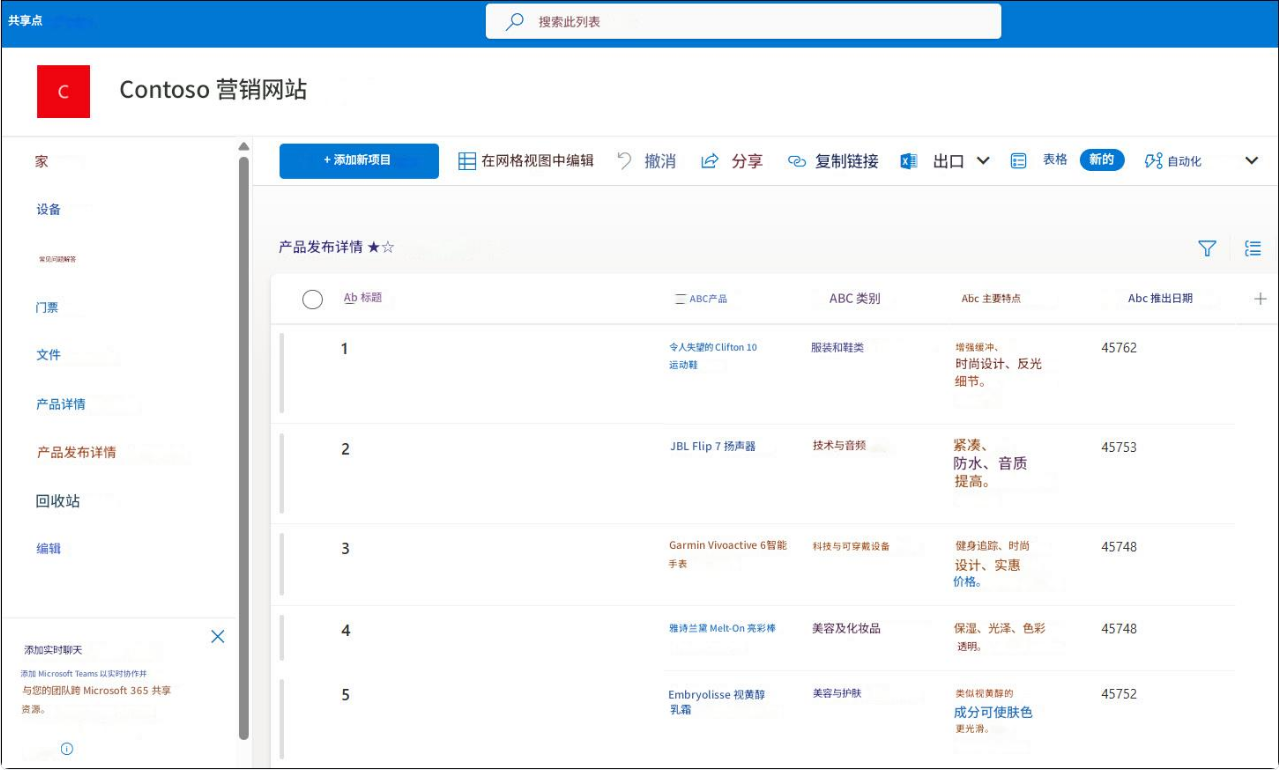 共享点
搜索此列表
C
Contoso 营销网站
家
设备
常见问题解答
门票
文件
产品详情
产品发布详情
回收站
编辑
添加实时聊天
添加 Microsoft Teams 以实时协作并
与您的团队跨 Microsoft 365 共享
资源。
+ 添加新项目
在网格视图中编辑
撤消
分享
复制链接
出口
表格
新的
自动化
产品发布详情 ★☆
Ab 标题
ABC产品
ABC 类别
Abc 主要特点
Abc 推出日期
1
令人失望的 Clifton 10
运动鞋
服装和鞋类
增强缓冲、
时尚设计、反光
细节。
45762
2
JBL Flip 7 扬声器
技术与音频
紧凑、
防水、音质
提高。
45753
3
Garmin Vivoactive 6智能
手表
科技与可穿戴设备
健身追踪、时尚
设计、实惠
价格。
45748
4
雅诗兰黛 Melt-On 亮彩棒
美容及化妆品
保湿、光泽、色彩
透明。
45748
5
Embryolisse 视黄醇
乳霜
美容与护肤
类似视黄醇的
成分可使肤色
更光滑。
45752